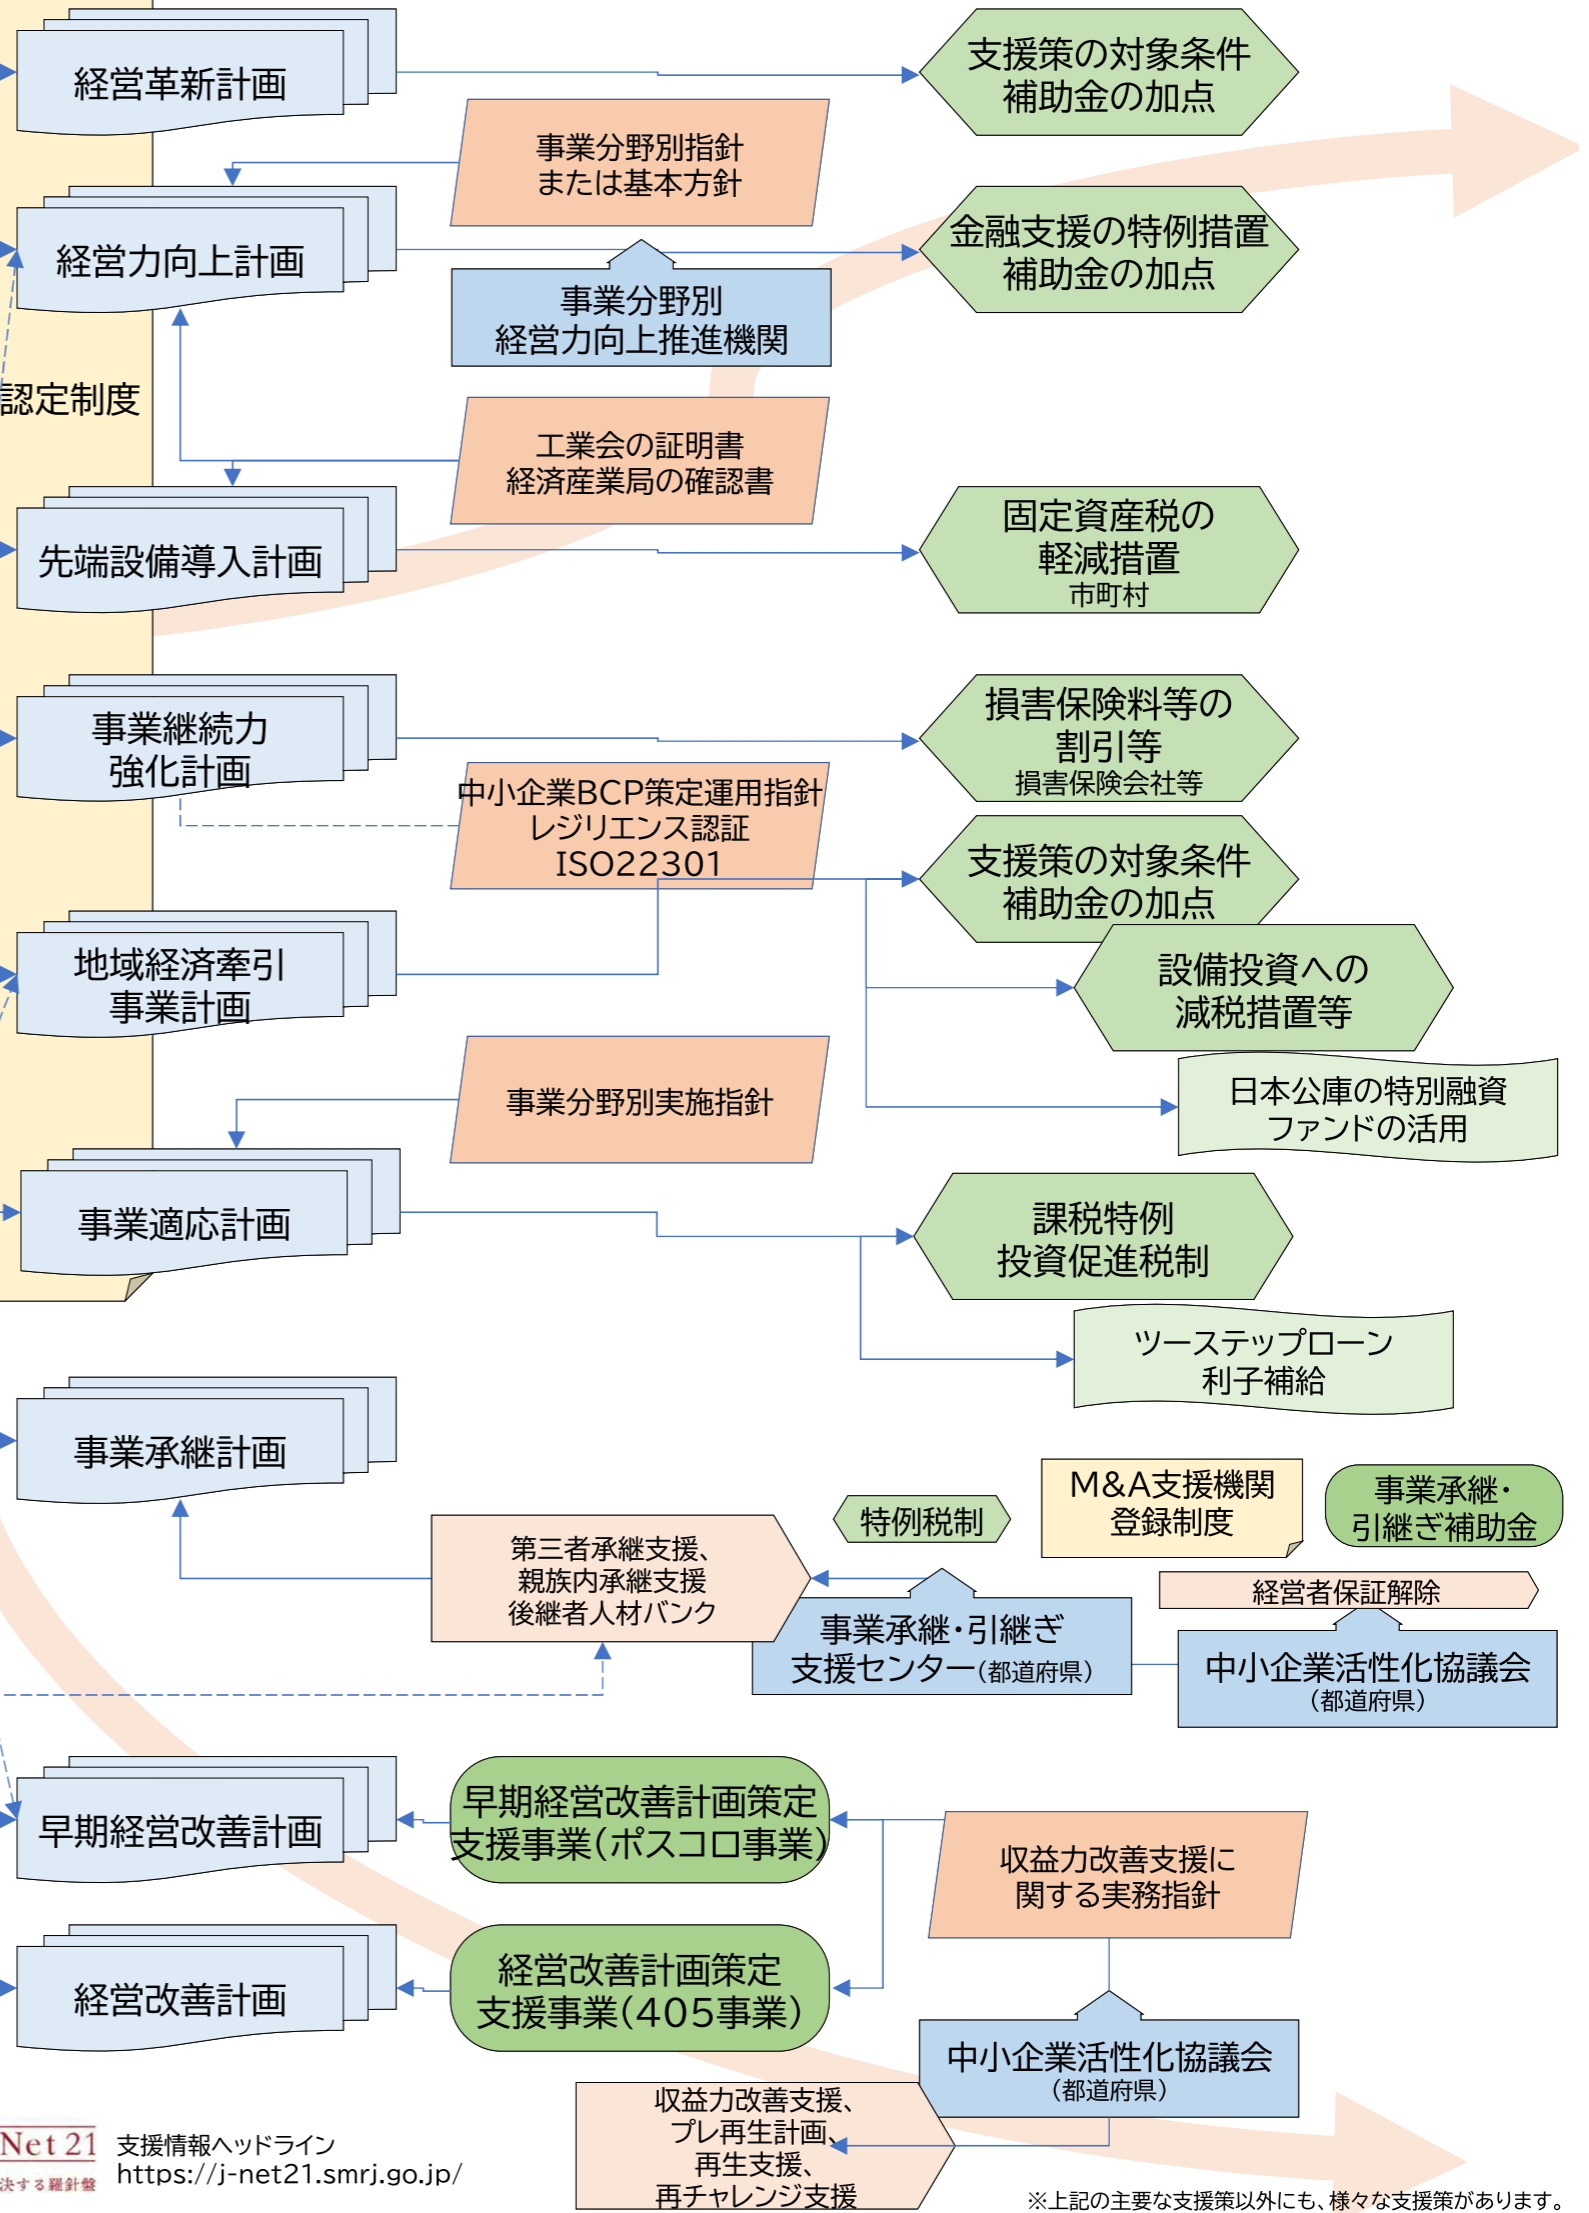 経営革新計画
支援策の対象条件
補助金の加点
事業分野別指針
または基本方針
経営力向上計画
金融支援の特例措置
補助金の加点
事業分野別
経営力向上推進機関
認定制度
工業会の証明書
経済産業局の確認書
先端設備導入計画
固定資産税の
軽減措置
市町村
事業継続力
強化計画
損害保険料等の
割引等
損害保険会社等
中小企業BCP策定運用指針
レジリエンス認証
ISO22301
支援策の対象条件
補助金の加点
地域経済牽引
事業計画
設備投資への
減税措置等
日本公庫の特別融資
ファンドの活用
事業分野別実施指針
事業適応計画
課税特例
投資促進税制
ツーステップローン
利子補給
事業承継計画
M&A支援機関
登録制度
事業承継・
引継ぎ補助金
特例税制
第三者承継支援、
親族内承継支援
後継者人材バンク
経営者保証解除
事業承継・引継ぎ
支援センター(都道府県)
中小企業活性化協議会
(都道府県)
早期経営改善計画
早期経営改善計画策定
支援事業(ポスコロ事業)
収益力改善支援に
関する実務指針
経営改善計画
経営改善計画策定
支援事業(405事業)
中小企業活性化協議会
(都道府県)
収益力改善支援、
プレ再生計画、
再生支援、
再チャレンジ支援
Net 21
決する羅針盤
支援情報ヘッドライン
https://j-net21.smrj.go.jp/
※上記の主要な支援策以外にも、様々な支援策があります。